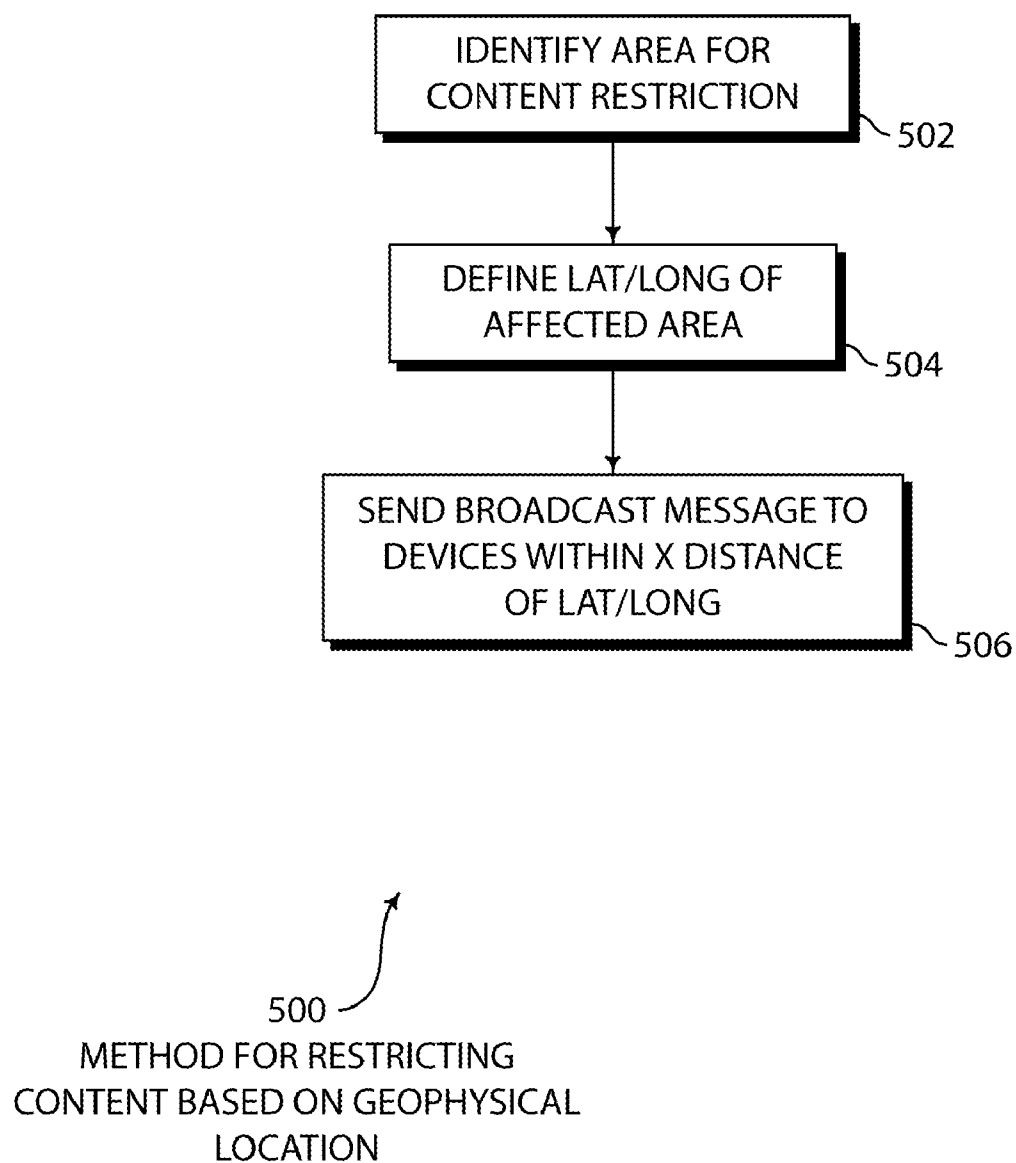 IDENTIFY AREA FOR
CONTENT RESTRICTION
502
DEFINE LAT/LONG OF
AFFECTED AREA
504
SEND BROADCAST MESSAGE TO
DEVICES WITHIN X DISTANCE
OF LAT/LONG
506
500
METHOD FOR RESTRICTING
CONTENT BASED ON GEOPHYSICAL
LOCATION